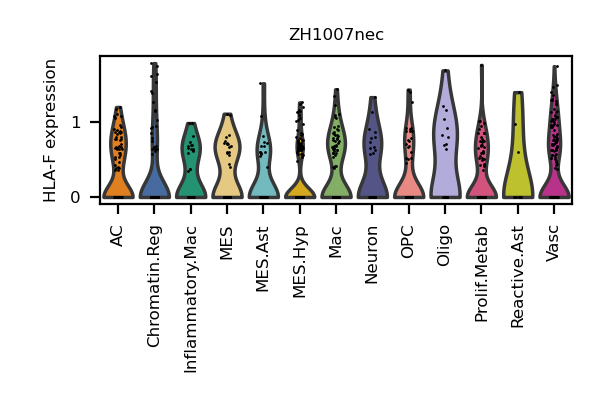 ZH1007nec
HLA-F expression
1
0
AC
Chromatin.Reg
Inflammatory.Mac
MES
MES.Ast
MES.Hyp
Mac
Neuron
OPC
Oligo
Prolif.Metab
Reactive.Ast
Vasc